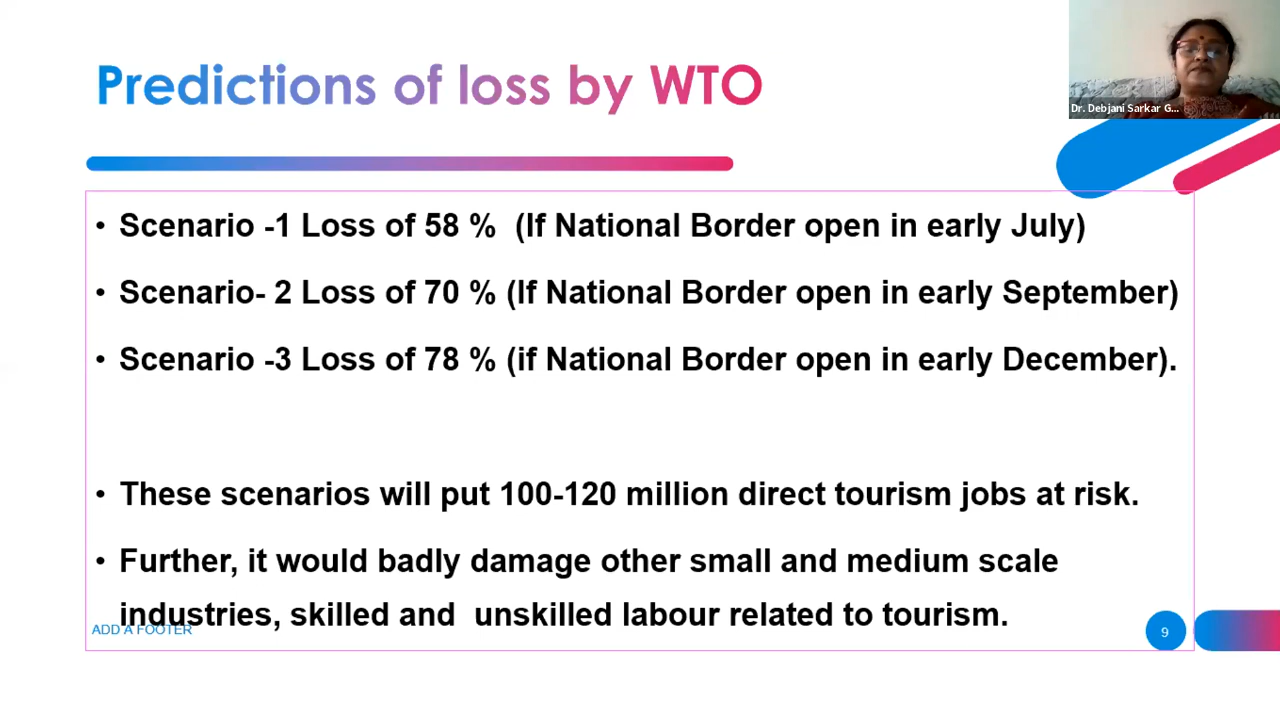 Predictions of loss by WTO
Dr. Debjani Sarkar G...
• Scenario -1 Loss of 58 % (If National Border open in early July)
• Scenario- 2 Loss of 70 % (If National Border open in early September)
• Scenario -3 Loss of 78 % (if National Border open in early December).
• These scenarios will put 100-120 million direct tourism jobs at risk.
• Further, it would badly damage other small and medium scale
industries, skilled and unskilled labour related to tourism.
ADD A FOOTER
9